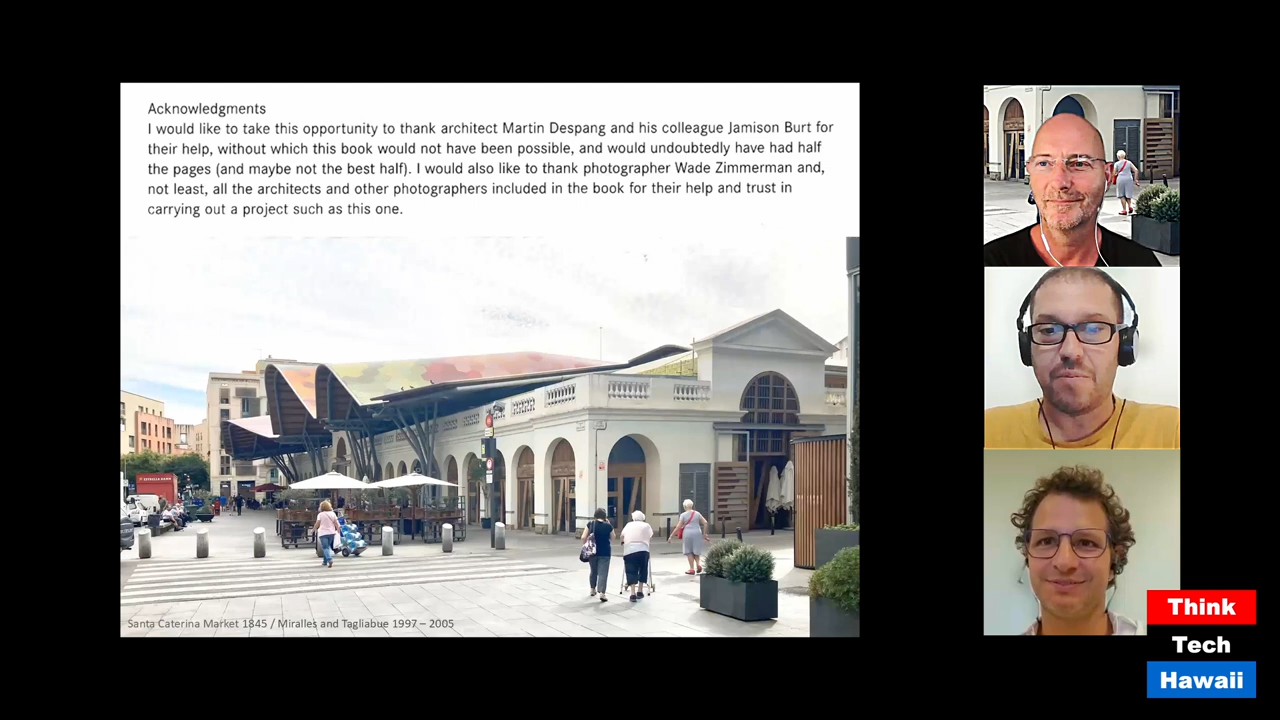 Acknowledgments
I would like to take this opportunity to thank architect Martin Despang and his colleague Jamison Burt for
their help, without which this book would not have been possible, and would undoubtedly have had half
the pages (and maybe not the best half). I would also like to thank photographer Wade Zimmerman and,
not least, all the architects and other photographers included in the book for their help and trust in
carrying out a project such as this one.
Santa Caterina Market 1845 / Miralles and Tagliabue 1997 – 2005
Think
Tech
Hawaii